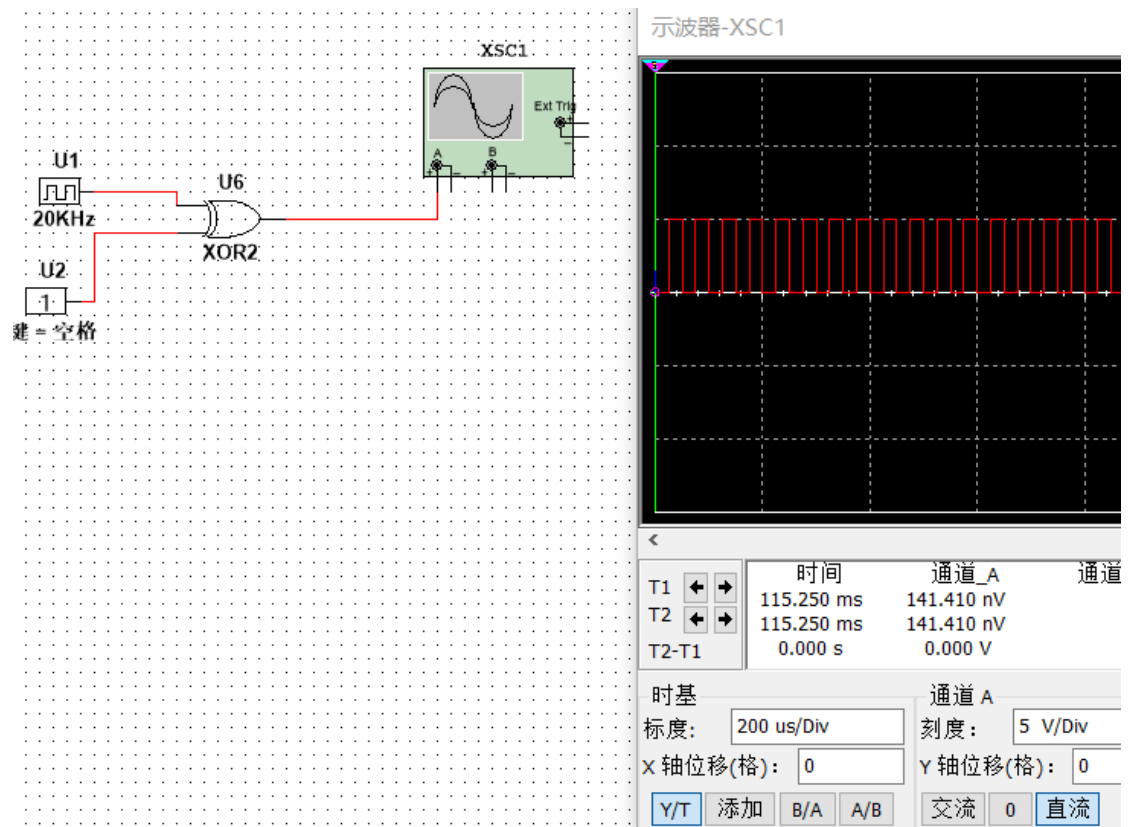 示波器-XSC1
XSC1
Ext Trig
A
B
U1
20KHz
U6
XOR2
U2
1
键 = 空格
T1
T2
T2-T1
时间 通道_A 通道
115.250 ms 141.410 nV
115.250 ms 141.410 nV
0.000 s 0.000 V
时基
标度: 200 us/Div
X 轴位移(格): 0
Y/T 添加 B/A A/B
通道 A
刻度: 5 V/Div
Y 轴位移(格): 0
交流 0 直流